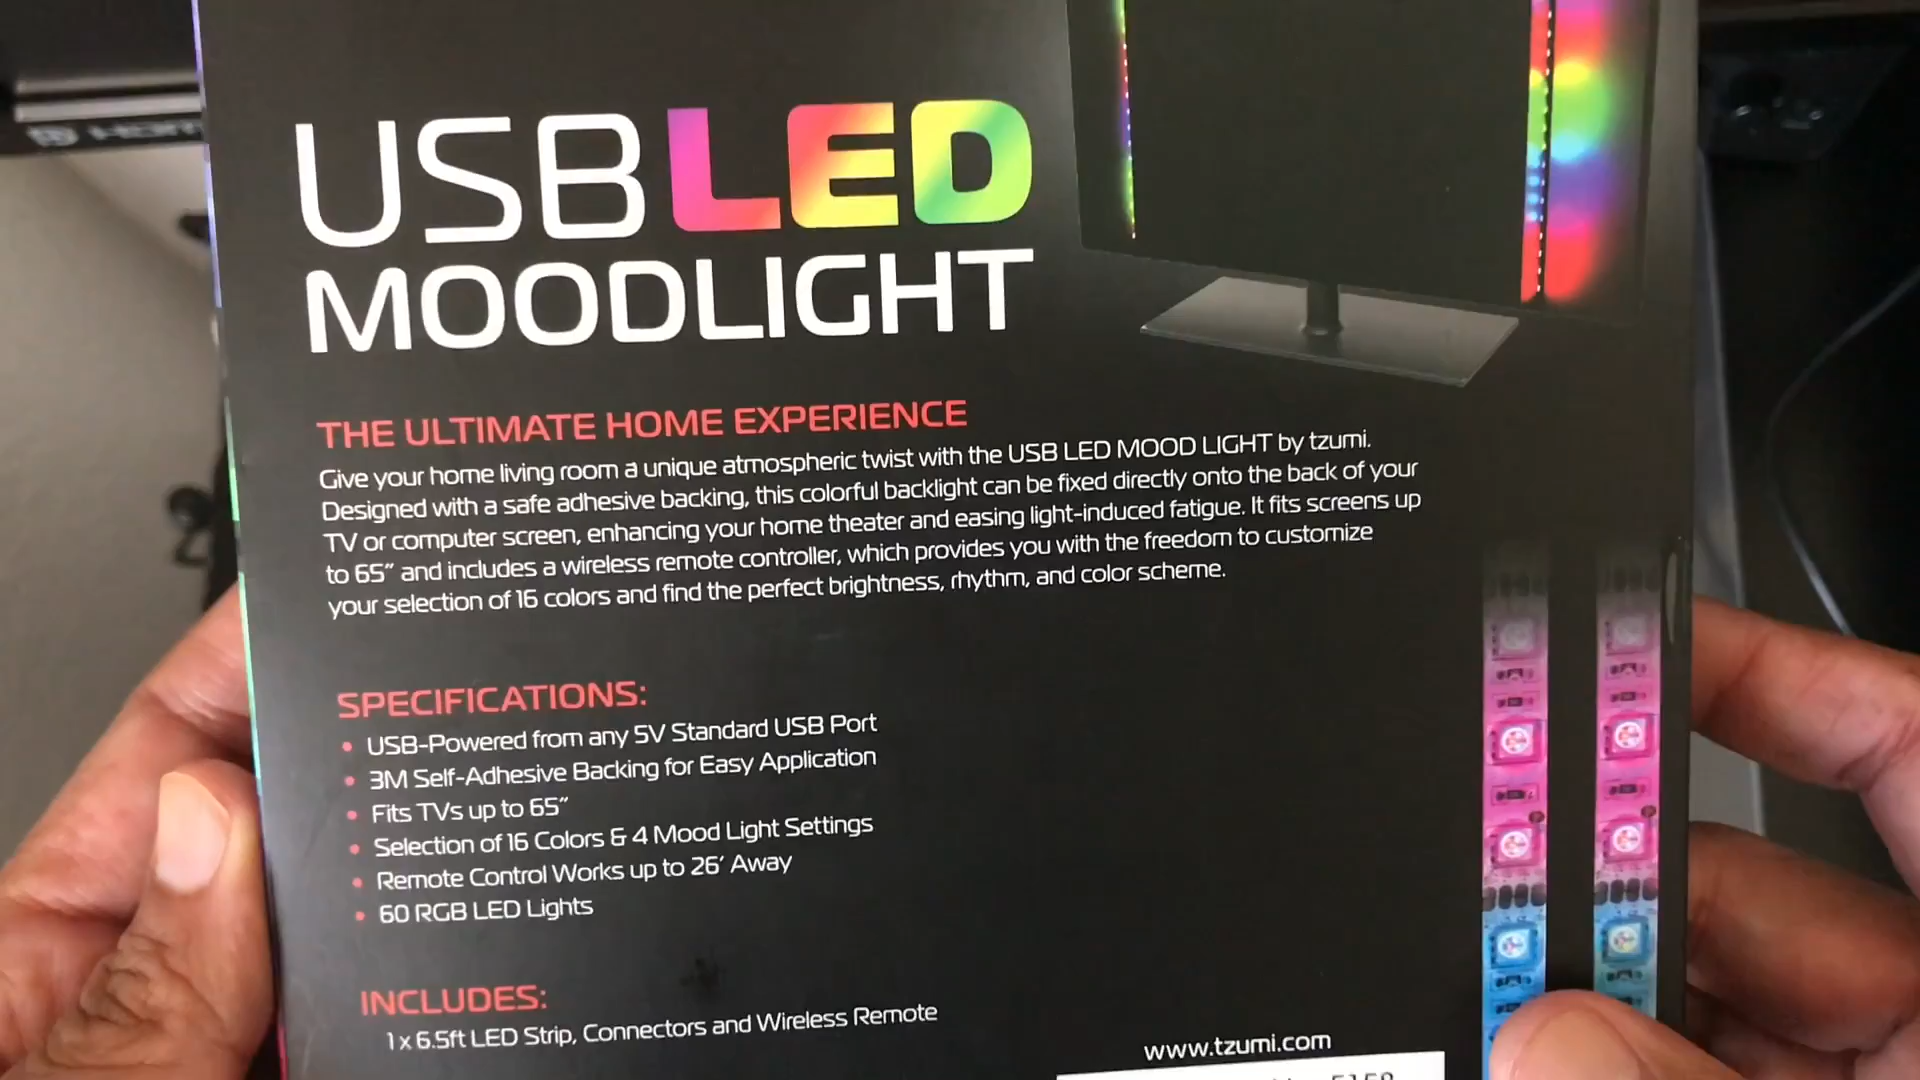 USB LED
MOODLIGHT
THE ULTIMATE HOME EXPERIENCE
Give your home living room a unique atmospheric twist with the USB LED MOOD LIGHT by tzumi.
Designed with a safe adhesive backing, this colorful backlight can be fixed directly onto the back of your
TV or computer screen, enhancing your home theater and easing light-induced fatigue. It fits screens up
to 65” and includes a wireless remote controller, which provides you with the freedom to customize
your selection of 16 colors and find the perfect brightness, rhythm, and color scheme.
SPECIFICATIONS:
• USB-Powered from any 5V Standard USB Port
• 3M Self-Adhesive Backing for Easy Application
• Fits TVs up to 65”
• Selection of 16 Colors & 4 Mood Light Settings
• Remote Control Works up to 26’ Away
• 60 RGB LED Lights
INCLUDES:
1 x 6.5ft LED Strip, Connectors and Wireless Remote
www.tzumi.com